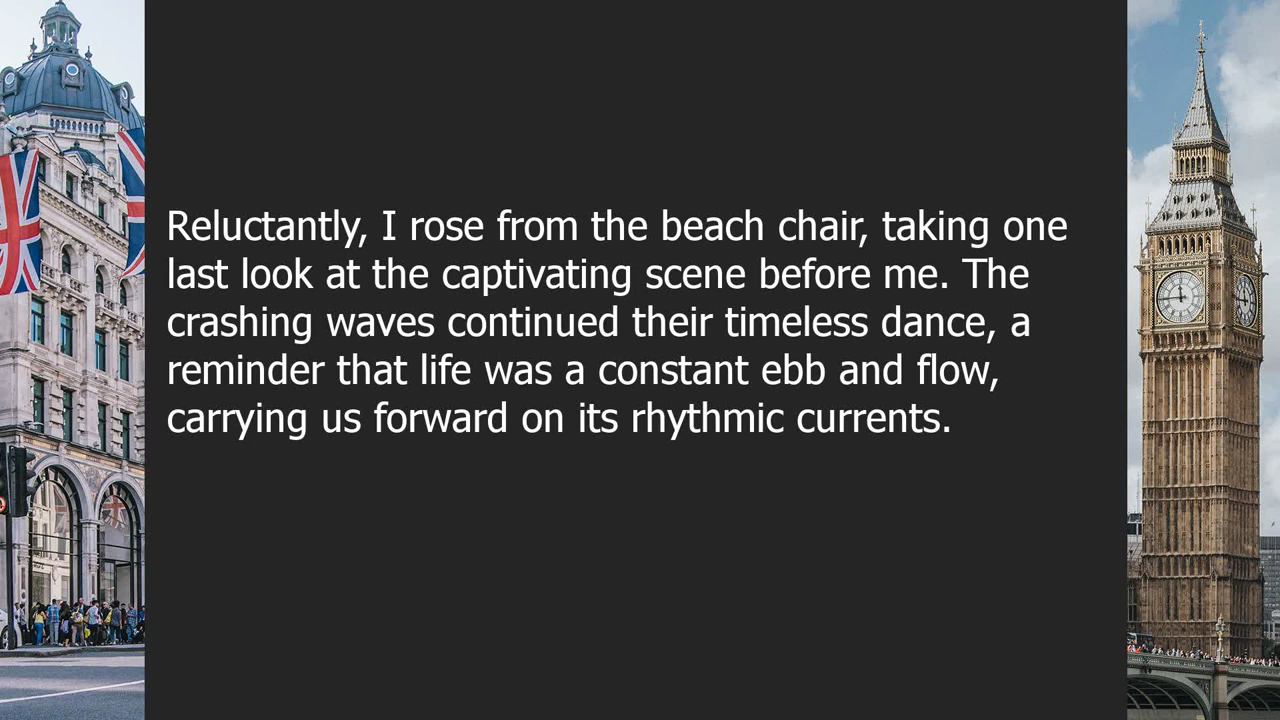 Reluctantly, I rose from the beach chair, taking one
last look at the captivating scene before me. The
crashing waves continued their timeless dance, a
reminder that life was a constant ebb and flow,
carrying us forward on its rhythmic currents.